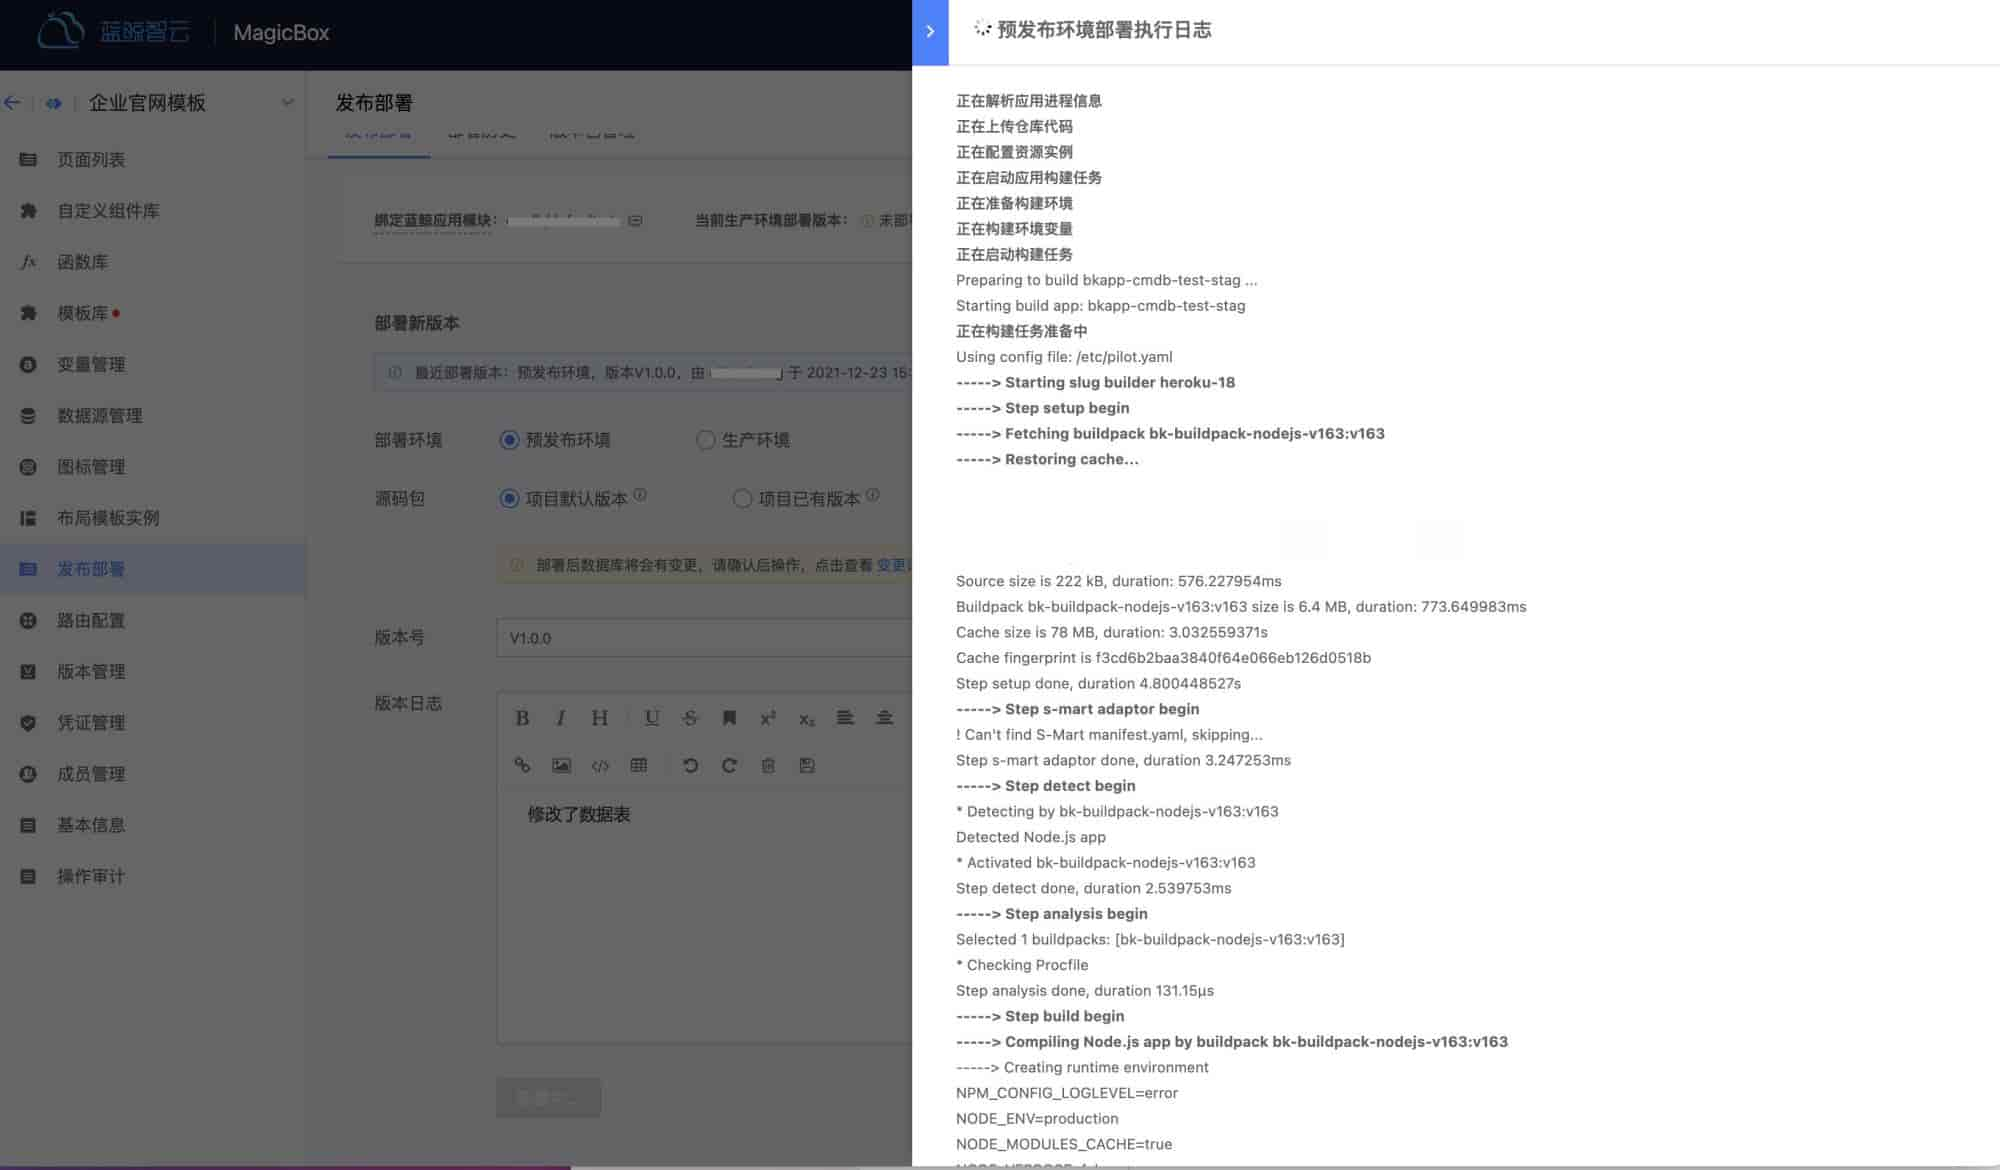 蓝鲸智云
MagicBox
企业官网模板
页面列表
自定义组件库
函数库
模板库
变量管理
数据源管理
图标管理
布局模板实例
发布部署
路由配置
版本管理
凭证管理
成员管理
基本信息
操作审计
发布部署
绑定蓝鲸应用模块：
当前生产环境部署版本：
部署新版本
最近部署版本：预发布环境，版本V1.0.0，由
于 2021-12-23 15:
部署环境
预发布环境
生产环境
源码包
项目默认版本
项目已有版本
部署后数据库将会有变更，请确认后操作，点击查看 变更
版本号
V1.0.0
版本日志
修改了数据表
预发布环境部署执行日志
正在解析应用进程信息
正在上传仓库代码
正在配置资源实例
正在启动应用构建任务
正在准备构建环境
正在构建环境变量
正在启动构建任务
Preparing to build bkapp-cmdb-test-stag ...
Starting build app: bkapp-cmdb-test-stag
正在构建任务准备中
Using config file: /etc/pilot.yaml
-----> Starting slug builder heroku-18
-----> Step setup begin
-----> Fetching buildpack bk-buildpack-nodejs-v163:v163
-----> Restoring cache...
Source size is 222 kB, duration: 576.227954ms
Buildpack bk-buildpack-nodejs-v163:v163 size is 6.4 MB, duration: 773.649983ms
Cache size is 78 MB, duration: 3.032559371s
Cache fingerprint is f3cd6b2baa3840f64e066eb126d0518b
Step setup done, duration 4.800448527s
-----> Step s-mart adaptor begin
! Can't find S-Mart manifest.yaml, skipping...
Step s-mart adaptor done, duration 3.247253ms
-----> Step detect begin
* Detecting by bk-buildpack-nodejs-v163:v163
Detected Node.js app
* Activated bk-buildpack-nodejs-v163:v163
Step detect done, duration 2.539753ms
-----> Step analysis begin
Selected 1 buildpacks: [bk-buildpack-nodejs-v163:v163]
* Checking Procfile
Step analysis done, duration 131.15µs
-----> Step build begin
-----> Compiling Node.js app by buildpack bk-buildpack-nodejs-v163:v163
-----> Creating runtime environment
NPM_CONFIG_LOGLEVEL=error
NODE_ENV=production
NODE_MODULES_CACHE=true